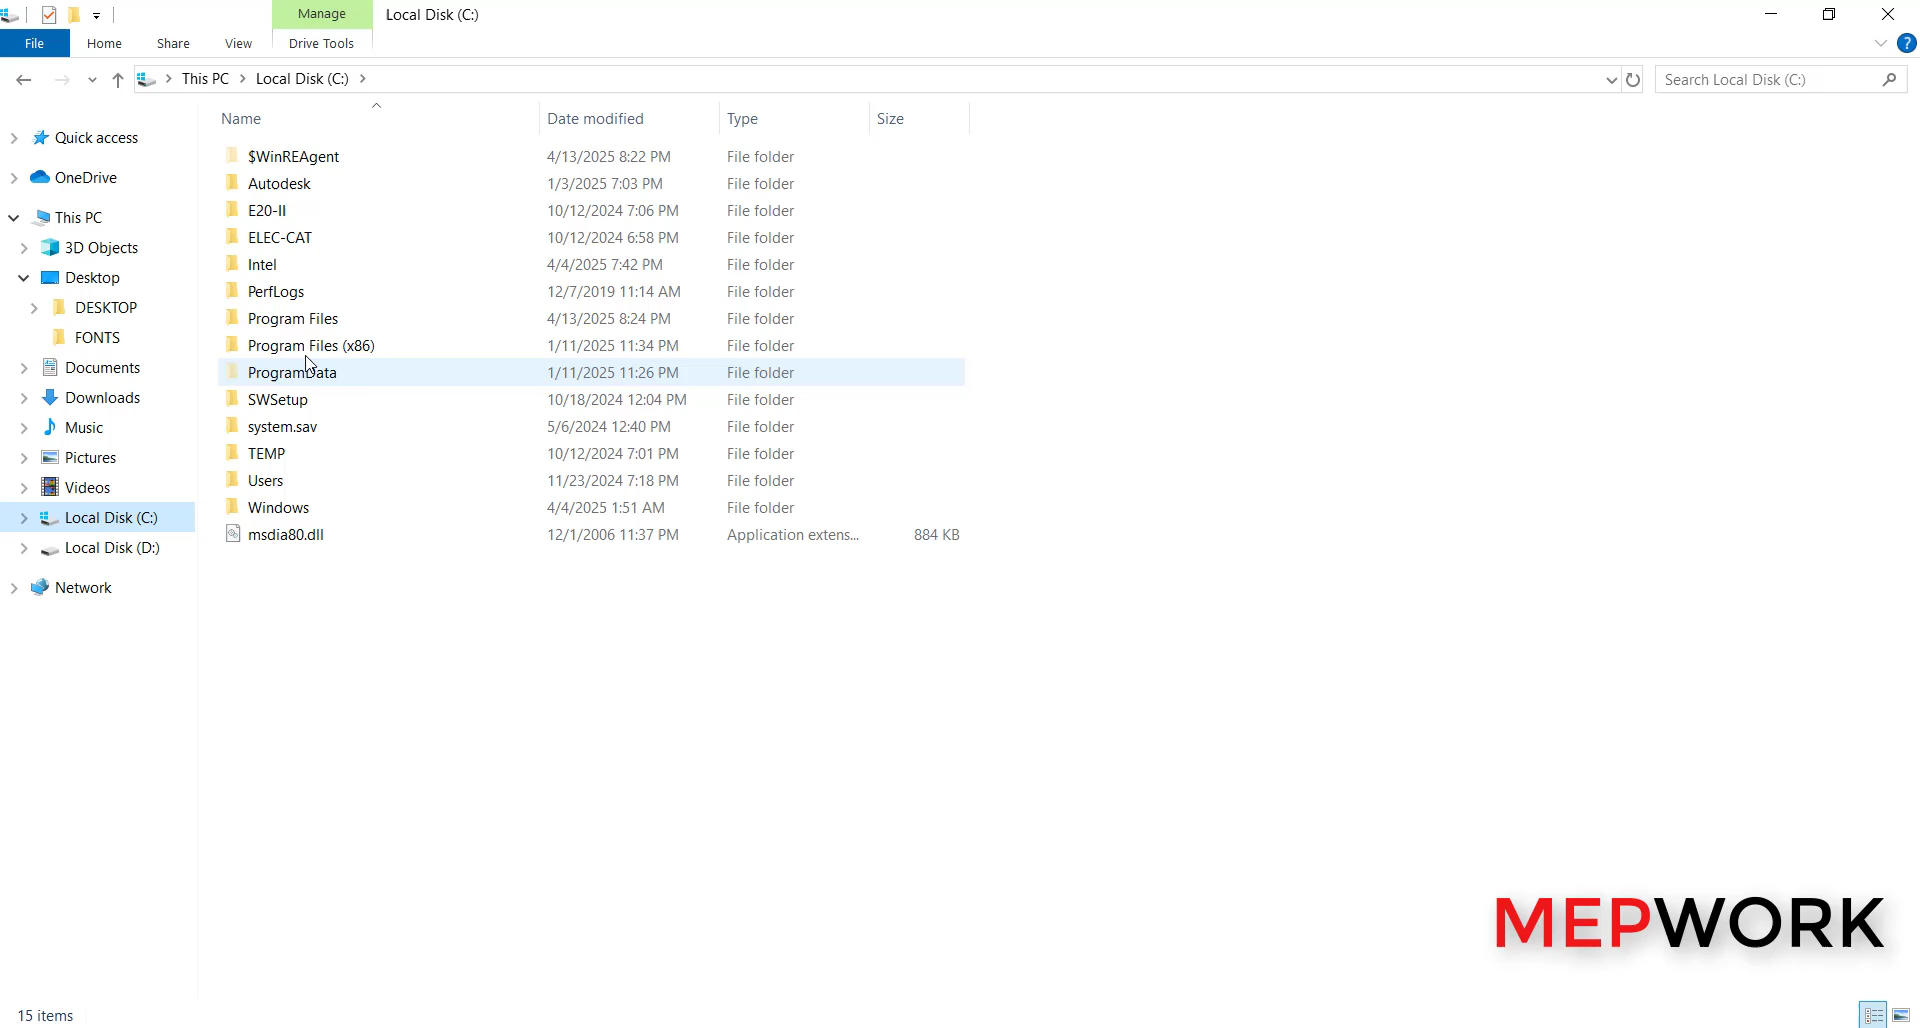 Manage
Local Disk (C:)
File
Home
Share
View
Drive Tools
?
This PC
Local Disk (C:)
Search Local Disk (C:)
Name
Date modified
Type
Size
Quick access
OneDrive
This PC
3D Objects
Desktop
DESKTOP
FONTS
Documents
Downloads
Music
Pictures
Videos
Local Disk (C:)
Local Disk (D:)
Network
$WinREAgent 4/13/2025 8:22 PM File folder
Autodesk 1/3/2025 7:03 PM File folder
E20-II 10/12/2024 7:06 PM File folder
ELEC-CAT 10/12/2024 6:58 PM File folder
Intel 4/4/2025 7:42 PM File folder
PerfLogs 12/7/2019 11:14 AM File folder
Program Files 4/13/2025 8:24 PM File folder
Program Files (x86) 1/11/2025 11:34 PM File folder
ProgramData 1/11/2025 11:26 PM File folder
SWSetup 10/18/2024 12:04 PM File folder
system.sav 5/6/2024 12:40 PM File folder
TEMP 10/12/2024 7:01 PM File folder
Users 11/23/2024 7:18 PM File folder
Windows 4/4/2025 1:51 AM File folder
msdia80.dll 12/1/2006 11:37 PM Application extens... 884 KB
MEPWORK
15 items